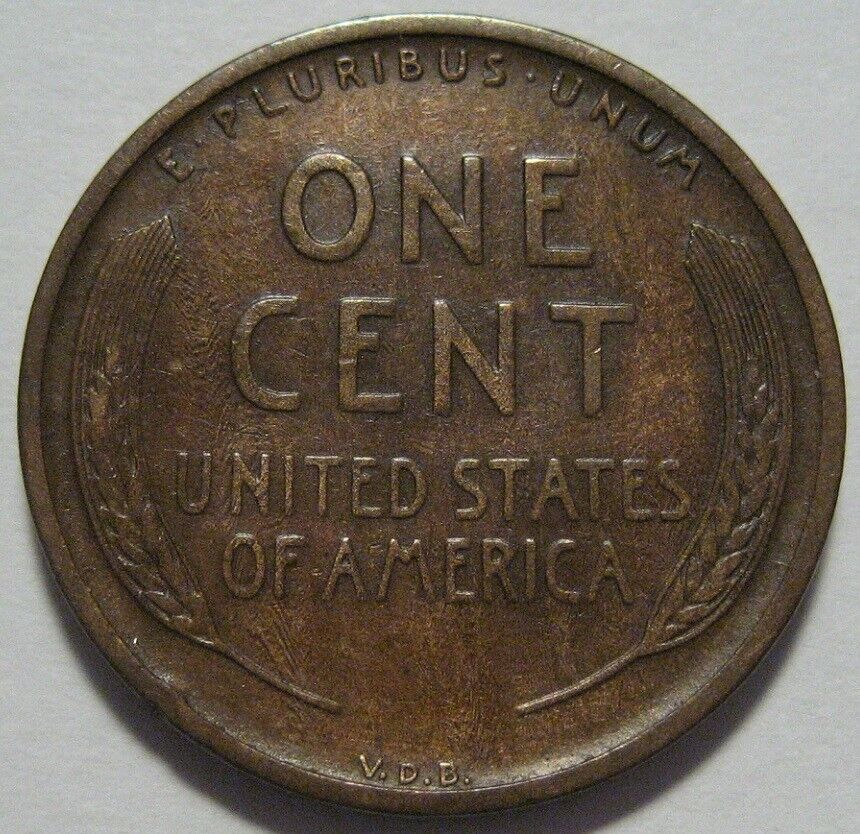 E·PLURIBUS·UNUM
ONE
CENT
UNITED STATES
OF AMERICA
V.D.B.